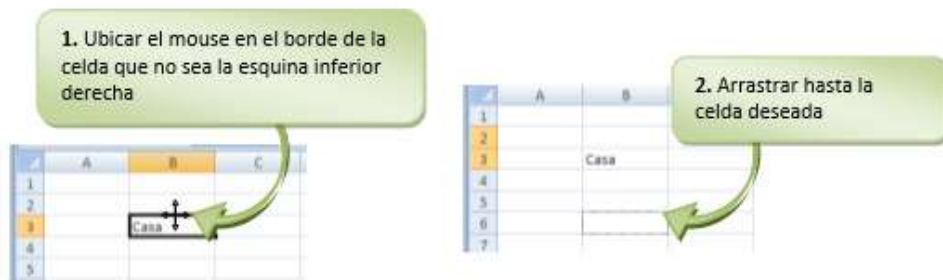 1. Ubicar el mouse en el borde de la
celda que no sea la esquina inferior
derecha
A B C
1
2
3 Casa
4
5
2. Arrastrar hasta la
celda deseada
A B
1
2
3 Casa
4
5
6
7